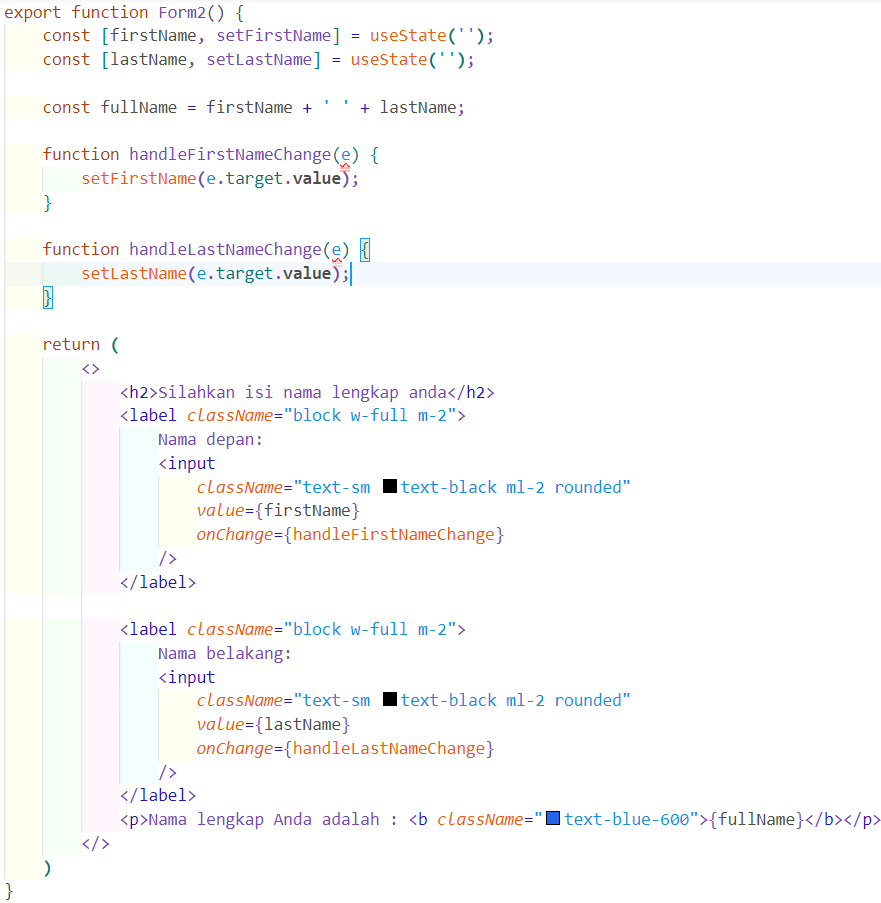 export function Form2() {
    const [firstName, setFirstName] = useState('');
    const [lastName, setLastName] = useState('');

    const fullName = firstName + ' ' + lastName;

    function handleFirstNameChange(e) {
        setFirstName(e.target.value);
    }

    function handleLastNameChange(e) {
        setLastName(e.target.value);
    }

    return (
        <>
            <h2>Silahkan isi nama lengkap anda</h2>
            <label className="block w-full m-2">
                Nama depan:
                <input
                    className="text-sm text-black ml-2 rounded"
                    value={firstName}
                    onChange={handleFirstNameChange}
                />
            </label>

            <label className="block w-full m-2">
                Nama belakang:
                <input
                    className="text-sm text-black ml-2 rounded"
                    value={lastName}
                    onChange={handleLastNameChange}
                />
            </label>
            <p>Nama lengkap Anda adalah : <b className="text-blue-600">{fullName}</b></p>
        </>
    )
}